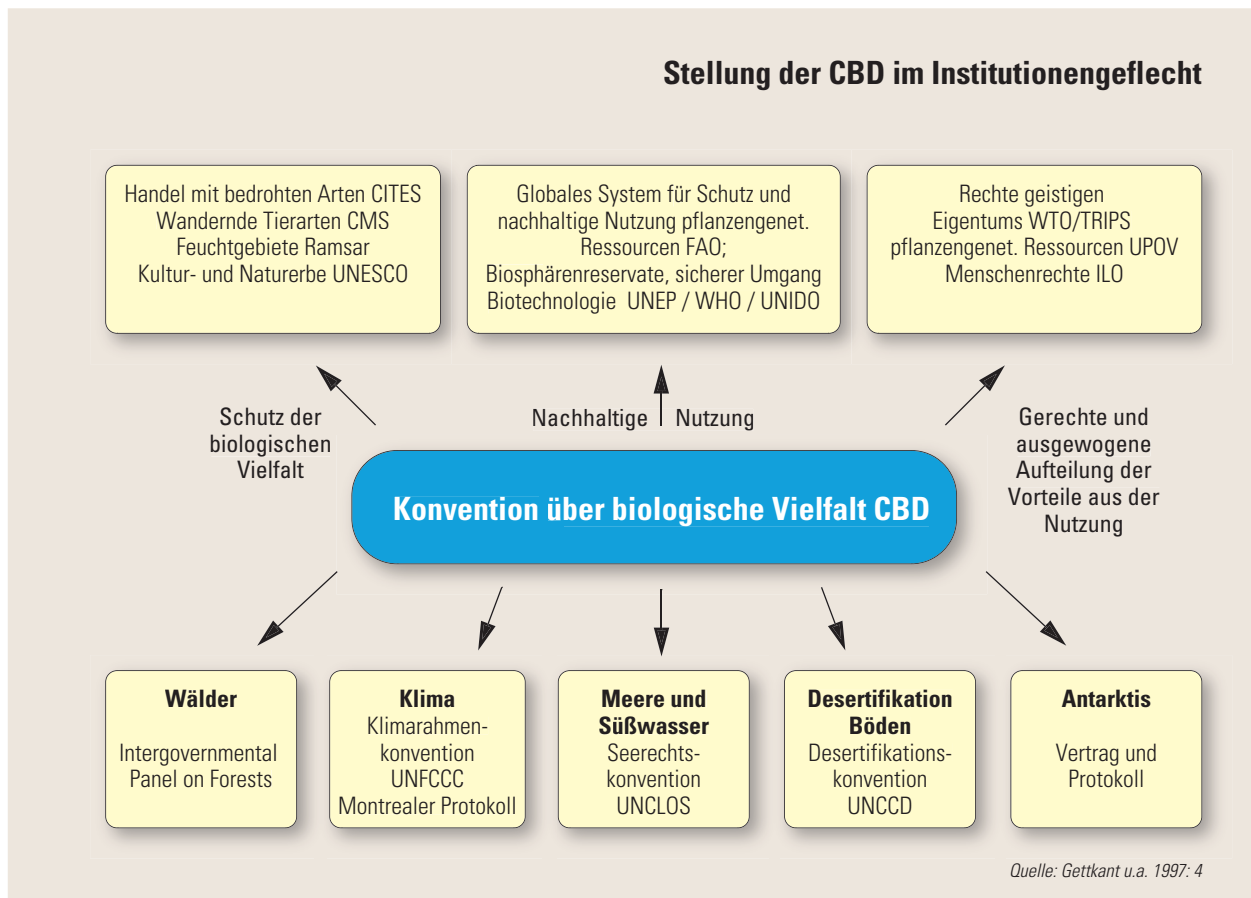 Stellung der CBD im Institutionengeflecht
Handel mit bedrohten Arten CITES
Wandernde Tierarten CMS
Feuchtgebiete Ramsar
Kultur- und Naturerbe UNESCO
Globales System für Schutz und
nachhaltige Nutzung pflanzengenet.
Ressourcen FAO;
Biosphärenreservate, sicherer Umgang
Biotechnologie UNEP / WHO / UNIDO
Rechte geistigen
Eigentums WTO/TRIPS
pflanzengenet. Ressourcen UPOV
Menschenrechte ILO
Schutz der
biologischen
Vielfalt
Nachhaltige Nutzung
Gerechte und
ausgewogene
Aufteilung der
Vorteile aus der
Nutzung
Konvention über biologische Vielfalt CBD
Wälder
Intergovernmental
Panel on Forests
Klima
Klimarahmen-
konvention
UNFCCC
Montrealer Protokoll
Meere und
Süßwasser
Seerechts-
konvention
UNCLOS
Desertifikation
Böden
Desertifikations-
konvention
UNCCD
Antarktis
Vertrag und
Protokoll
Quelle: Gettkant u.a. 1997: 4